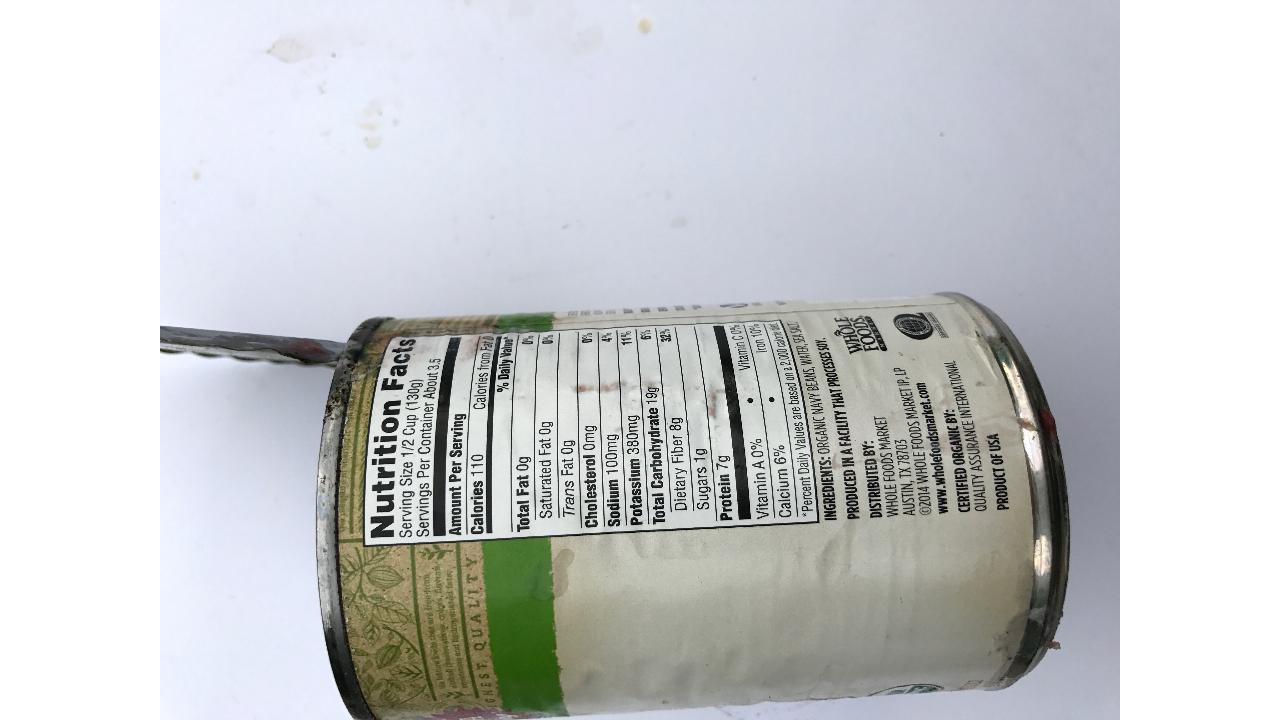 Nutrition Facts
Serving Size 1/2 Cup (130g)
Servings Per Container About 3.5
Amount Per Serving
Calories 110 Calories from Fat 0
% Daily Value*
Total Fat 0g 0%
Saturated Fat 0g 0%
Trans Fat 0g
Cholesterol 0mg 0%
Sodium 100mg 4%
Potassium 380mg 11%
Total Carbohydrate 19g 6%
Dietary Fiber 8g 32%
Sugars 1g
Protein 7g
Vitamin A 0% • Vitamin C 0%
Calcium 6% • Iron 10%
*Percent Daily Values are based on a 2,000 calorie diet.
INGREDIENTS: ORGANIC NAVY BEANS, WATER, SEA SALT.
PRODUCED IN A FACILITY THAT PROCESSES SOY.
DISTRIBUTED BY:
WHOLE FOODS MARKET
AUSTIN, TX 78703
©2014 WHOLE FOODS MARKET IP, LP
www.wholefoodsmarket.com
CERTIFIED ORGANIC BY:
QUALITY ASSURANCE INTERNATIONAL
PRODUCT OF USA
WHOLE
FOODS
MARKET
QUALITY